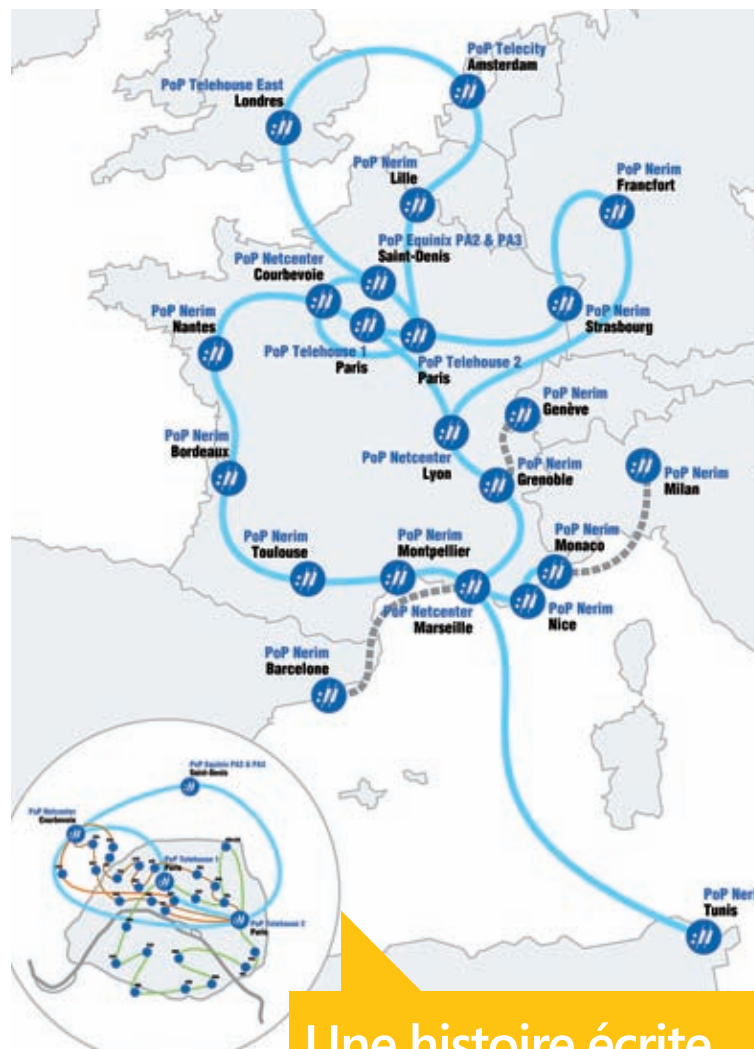 PoP Telecity
Amsterdam
PoP Telehouse East
Londres
PoP Nerim
Lille
PoP Nerim
Francfort
PoP Equinix PA2 & PA3
Saint-Denis
PoP Netcenter
Courbevoie
PoP Nerim
Nantes
PoP Nerim
Strasbourg
PoP Telehouse 1
Paris
PoP Telehouse 2
Paris
PoP Nerim
Genève
PoP Nerim
Bordeaux
PoP Netcenter
Lyon
PoP Nerim
Grenoble
PoP Nerim
Milan
PoP Nerim
Toulouse
PoP Nerim
Montpellier
PoP Nerim
Monaco
PoP Netcenter
Marseille
PoP Nerim
Nice
PoP Nerim
Barcelone
PoP Equinix PA2 & PA3
Saint-Denis
PoP Netcenter
Courbevoie
PoP Telehouse 1
Paris
PoP Telehouse 2
Paris
PoP Neri
Tunis
Une histoire écrite